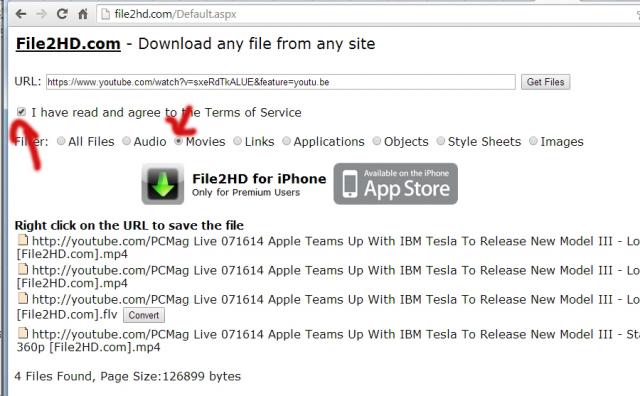 file2hd.com/Default.aspx
File2HD.com - Download any file from any site
URL: https://www.youtube.com/watch?v=sxeRdTkALUE&feature=youtu.be Get Files
I have read and agree to the Terms of Service
Filter: All Files Audio Movies Links Applications Objects Style Sheets Images
File2HD for iPhone
Only for Premium Users
Available on the iPhone
App Store
Right click on the URL to save the file
http://youtube.com/PCMag Live 071614 Apple Teams Up With IBM Tesla To Release New Model III - Lo
[File2HD.com].mp4
http://youtube.com/PCMag Live 071614 Apple Teams Up With IBM Tesla To Release New Model III - Lo
[File2HD.com].mp4
http://youtube.com/PCMag Live 071614 Apple Teams Up With IBM Tesla To Release New Model III - Lo
[File2HD.com].flv Convert
http://youtube.com/PCMag Live 071614 Apple Teams Up With IBM Tesla To Release New Model III - Sta
360p [File2HD.com].mp4
4 Files Found, Page Size:126899 bytes